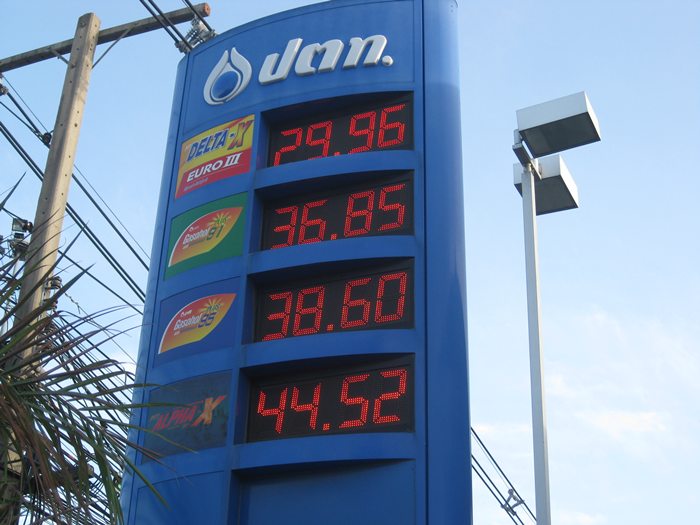 ปตท.
DELTA-X
EURO III
29.96
Gasohol 91
36.85
Gasohol 95
38.60
ALPHA-X
44.52